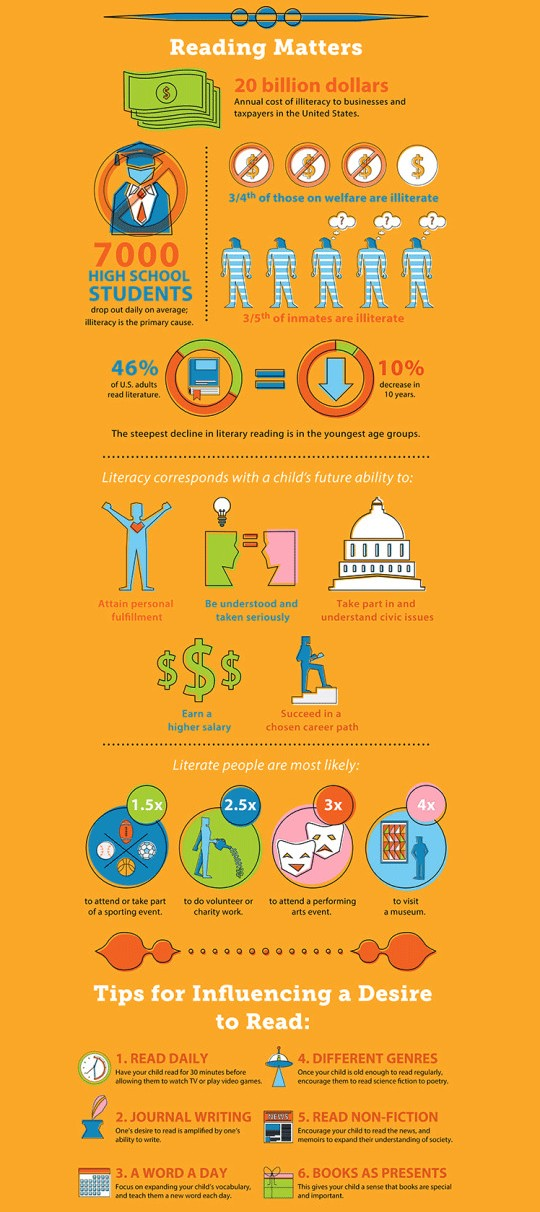 Reading Matters
20 billion dollars
Annual cost of illiteracy to businesses and
taxpayers in the United States.
7000
HIGH SCHOOL
STUDENTS
drop out daily on average;
illiteracy is the primary cause.
$ $ $ $
3/4th of those on welfare are illiterate
? ? ?
3/5th of inmates are illiterate
46%
of U.S. adults
read literature.
10%
decrease in
10 years.
The steepest decline in literary reading is in the youngest age groups.
Literacy corresponds with a child's future ability to:
Attain personal
fulfillment
Be understood and
taken seriously
Take part in and
understand civic issues
$ $ $
Earn a
higher salary
Succeed in a
chosen career path
Literate people are most likely:
1.5x
to attend or take part
of a sporting event.
2.5x
to do volunteer or
charity work.
3x
to attend a performing
arts event.
4x
to visit
a museum.
Tips for Influencing a Desire
to Read:
1. READ DAILY
Have your child read for 30 minutes before
allowing them to watch TV or play video games.
2. JOURNAL WRITING
One's desire to read is amplified by one's
ability to write.
3. A WORD A DAY
Focus on expanding your child's vocabulary,
and teach them a new word each day.
4. DIFFERENT GENRES
Once your child is old enough to read regularly,
encourage them to read science fiction to poetry.
NEWS
5. READ NON-FICTION
Encourage your child to read the news, and
memoirs to expand their understanding of society.
6. BOOKS AS PRESENTS
This gives your child a sense that books are special
and important.